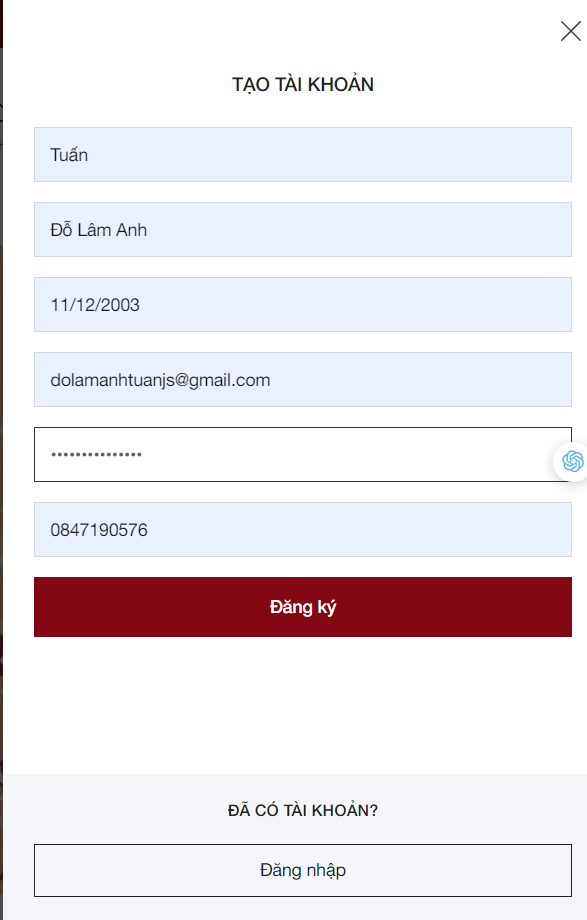 TẠO TÀI KHOẢN
Tuấn
Đỗ Lâm Anh
11/12/2003
dolamanhtuanjs@gmail.com
•••••••••••••••
0847190576
Đăng ký
ĐÃ CÓ TÀI KHOẢN?
Đăng nhập